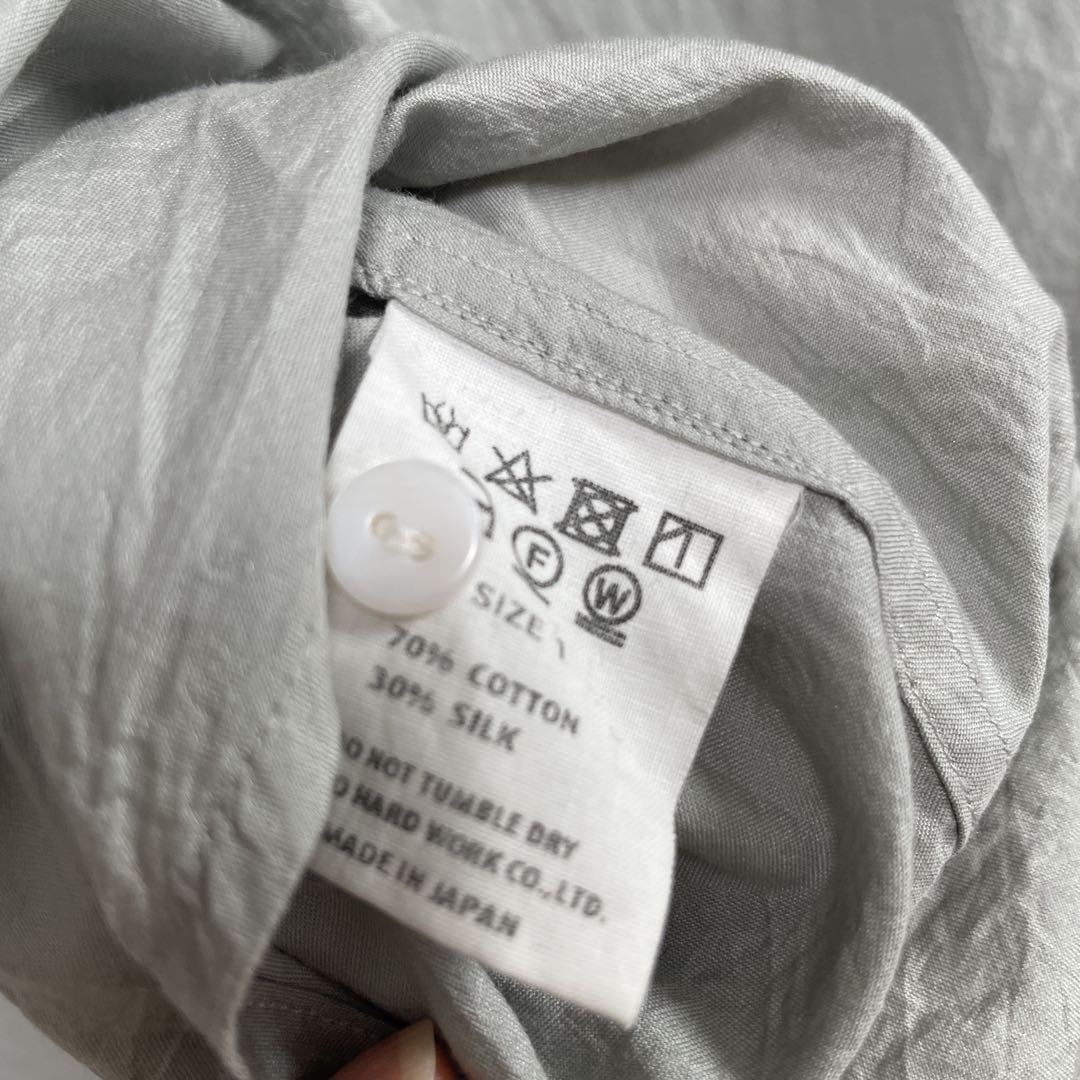 F W
SIZE 1
70% COTTON
30% SILK
DO NOT TUMBLE DRY
HARD WORK CO.,LTD.
MADE IN JAPAN